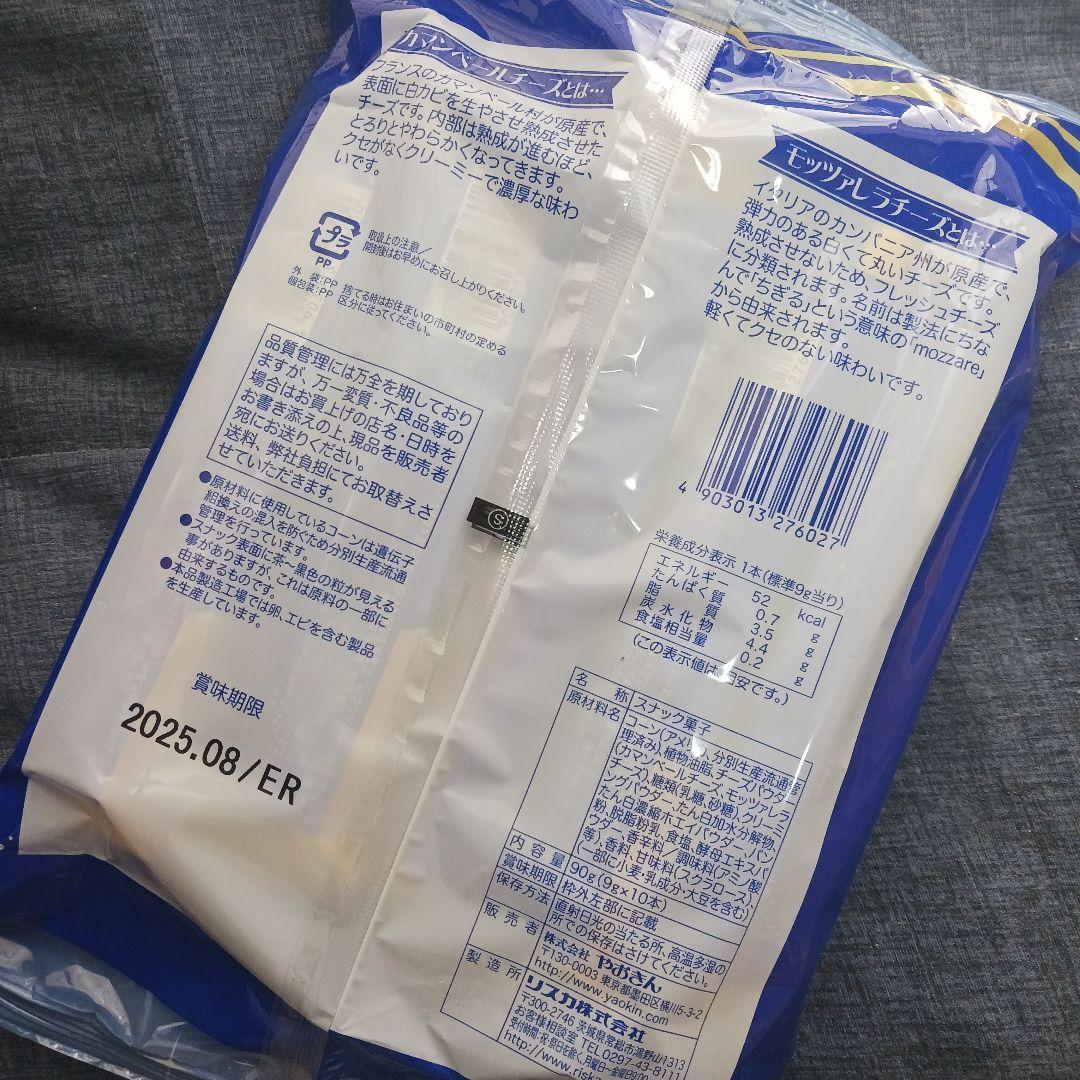 カマンベールチーズとは…
フランスのカマンベール村が原産で、
表面に白カビを生やさせ熟成させた
チーズです。内部は熟成が進むほど、
とろりとやわらかくなってきます。
クセがなくクリーミーで濃厚な味わ
いです。
プラ
PP
外袋:PP
個包装:PP
取扱上の注意/
開封後はお早めにお召し上がりください。
捨てる時はお住まいの市町村の定める
区分に従ってください。
品質管理には万全を期しており
ますが、万一変質・不良品等の
場合はお買上げの店名・日時を
お書き添えの上、現品を販売者
宛にお送りください。
送料、弊社負担にてお取替えさ
せていただきます。
●原材料に使用しているコーンは遺伝子
組換えの混入を防ぐため分別生産流通
管理を行っています。
●スナック表面に茶~黒色の粒が見える
事がありますが、これは原料の一部に
由来するものです。
●本品製造工場では卵、エビを含む製品
を生産しています。
賞味期限
2025.08/ER
S
モッツァレラチーズとは…
イタリアのカンパニア州が原産で、
弾力のある白くて丸いチーズです。
熟成させないため、フレッシュチーズ
に分類されます。名前は製法にちな
んで「ちぎる」という意味の「mozzare」
から由来されます。
軽くてクセのない味わいです。
4 903013 276027
栄養成分表示 1本(標準9g当り)
エネルギー 52 kcal
たんぱく質 0.7 g
脂質 3.5 g
炭水化物 4.4 g
食塩相当量 0.2 g
(この表示値は、目安です。)
名称 スナック菓子
原材料名 コーン(アメリカ、分別生産流通管
理済み)、植物油脂、チーズパウダー
(カマンベールチーズ、モッツァレラ
チーズ)、糖類(乳糖、砂糖)、クリーミ
ングパウダー、たん白加水分解物、
たん白濃縮ホエイパウダー、パン
粉、脱脂粉乳、食塩、酵母エキスパ
ウダー、香辛料/調味料(アミノ酸
等)、香料、甘味料(スクラロース)、
(一部に小麦・乳成分・大豆を含む)
内容量 90g(9g×10本)
賞味期限 枠外左部に記載
保存方法 直射日光の当たる所、高温多湿の
所での保存はさけてください。
販売者 株式会社 やおきん
〒130-0003 東京都墨田区横川5-3-2
http://www.yaokin.com
製造所 リスカ株式会社
〒300-2746 茨城県常総市蔵持山1313
お客様相談室 TEL0297-43-8111